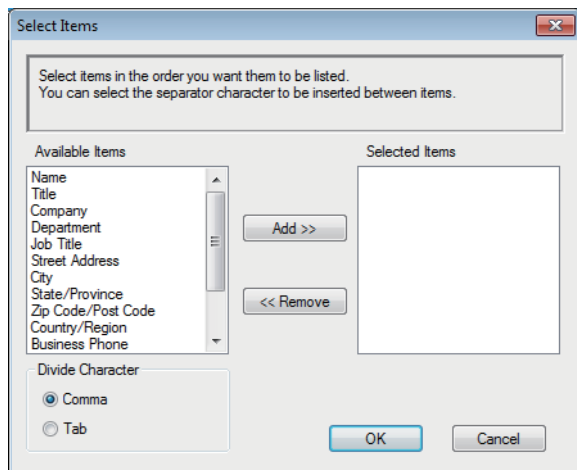 Select Items
Select items in the order you want them to be listed.
You can select the separator character to be inserted between items.
Available Items
Selected Items
Name
Title
Company
Department
Job Title
Street Address
City
State/Province
Zip Code/Post Code
Country/Region
Business Phone
Add >>
<< Remove
Divide Character
Comma
Tab
OK
Cancel